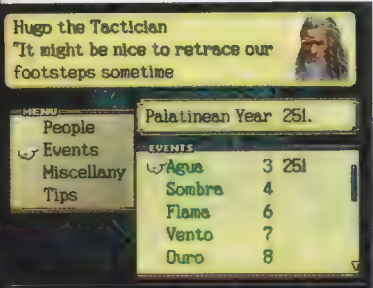 Hugo the Tactician
"It might be nice to retrace our
footsteps sometime
MENU
People
Events
Miscellany
Tips
Palatinean Year 251.
EVENTS
Agua 3 251
Sombra 4
Flama 6
Vento 7
Ouro 8